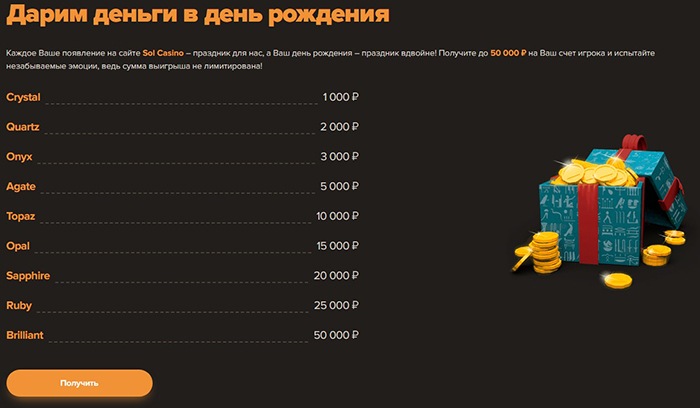 Дарим деньги в день рождения
Каждое Ваше появление на сайте Sol Casino – праздник для нас, а Ваш день рождения – праздник вдвойне! Получите до 50 000 ₽ на Ваш счет игрока и испытайте
незабываемые эмоции, ведь сумма выигрыша не лимитирована!
Crystal 1 000 ₽
Quartz 2 000 ₽
Onyx 3 000 ₽
Agate 5 000 ₽
Topaz 10 000 ₽
Opal 15 000 ₽
Sapphire 20 000 ₽
Ruby 25 000 ₽
Brilliant 50 000 ₽
Получить